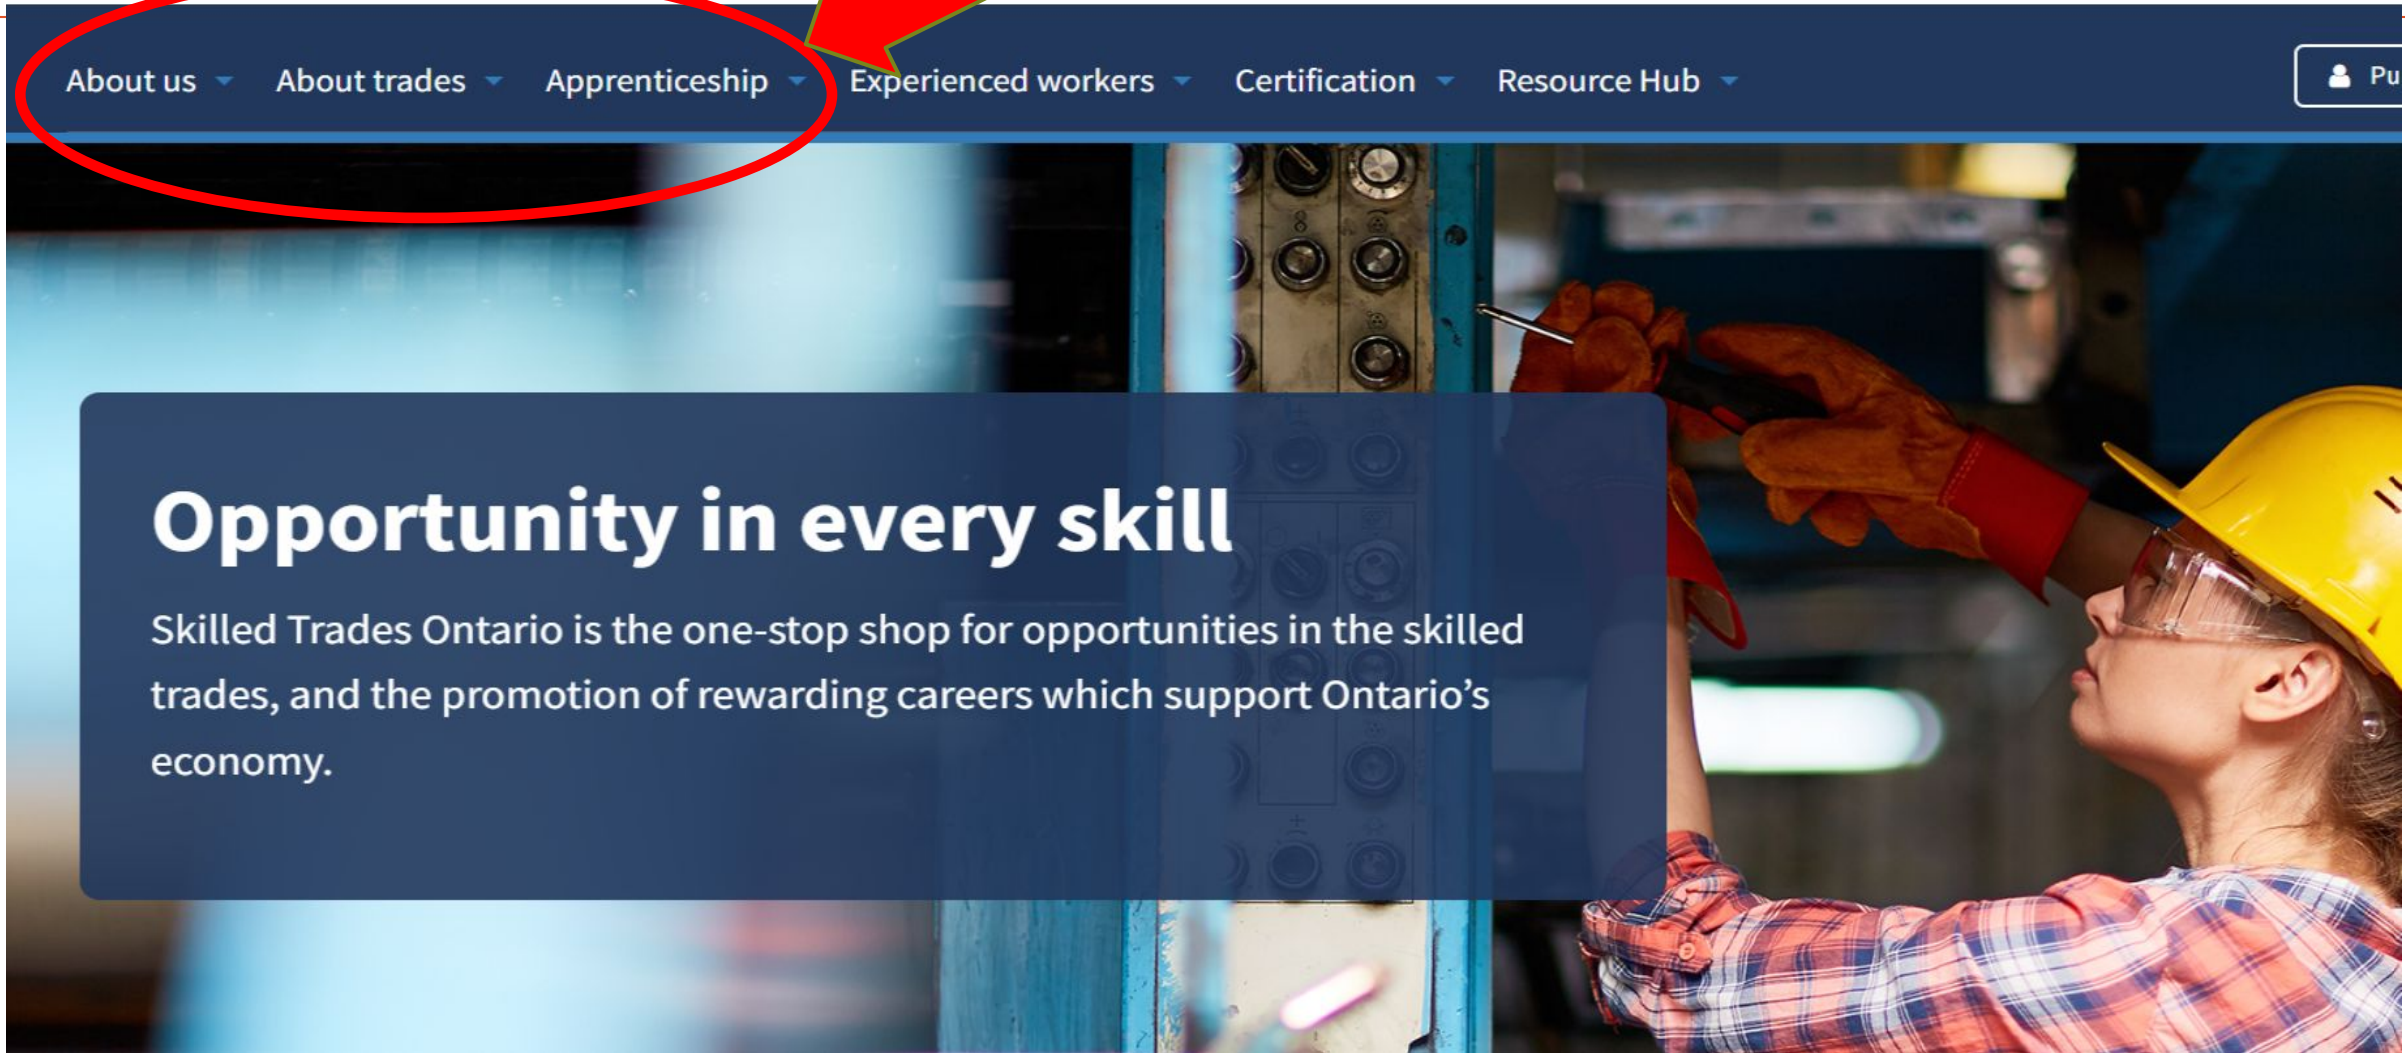 About us About trades Apprenticeship Experienced workers Certification Resource Hub Pu
Opportunity in every skill
Skilled Trades Ontario is the one-stop shop for opportunities in the skilled
trades, and the promotion of rewarding careers which support Ontario’s
economy.